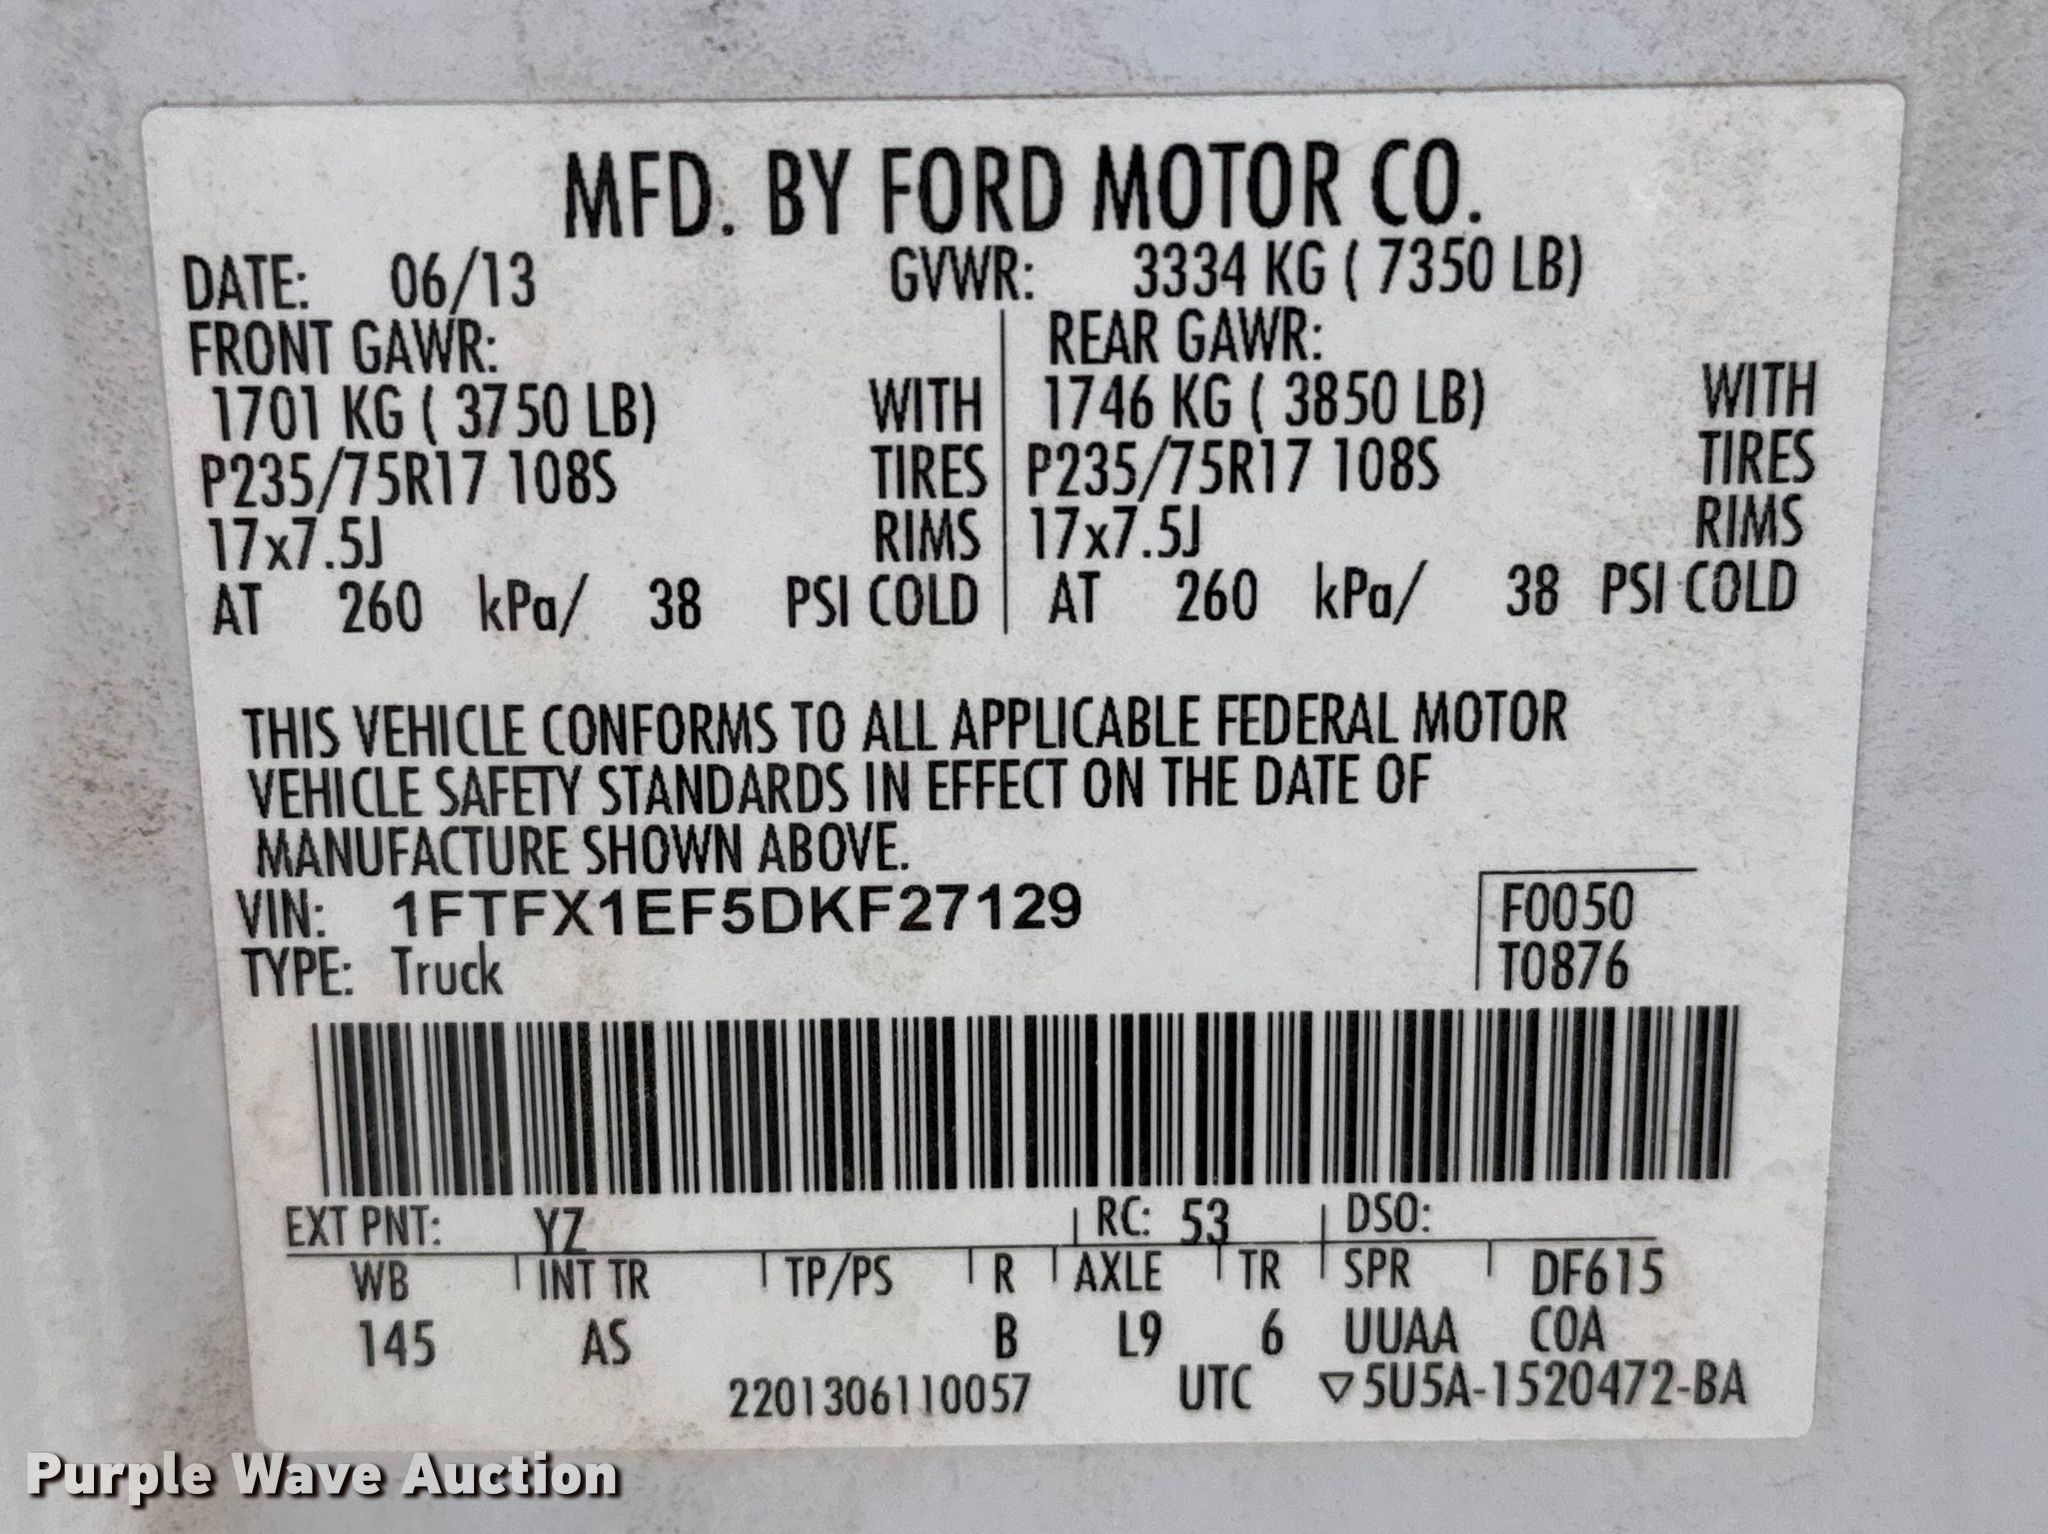 MFD. BY FORD MOTOR CO.
DATE: 06/13 GVWR: 3334 KG ( 7350 LB)
FRONT GAWR: REAR GAWR:
1701 KG ( 3750 LB) WITH 1746 KG ( 3850 LB) WITH
P235/75R17 108S TIRES P235/75R17 108S TIRES
17x7.5J RIMS 17x7.5J RIMS
AT 260 kPa/ 38 PSI COLD AT 260 kPa/ 38 PSI COLD
THIS VEHICLE CONFORMS TO ALL APPLICABLE FEDERAL MOTOR
VEHICLE SAFETY STANDARDS IN EFFECT ON THE DATE OF
MANUFACTURE SHOWN ABOVE.
VIN: 1FTFX1EF5DKF27129 F0050
TYPE: Truck T0876
EXT PNT: YZ RC: 53 DSO:
WB INT TR TP/PS R AXLE TR SPR DF615
145 AS B L9 6 UUAA COA
2201306110057 UTC ▽5U5A-1520472-BA
Purple Wave Auction